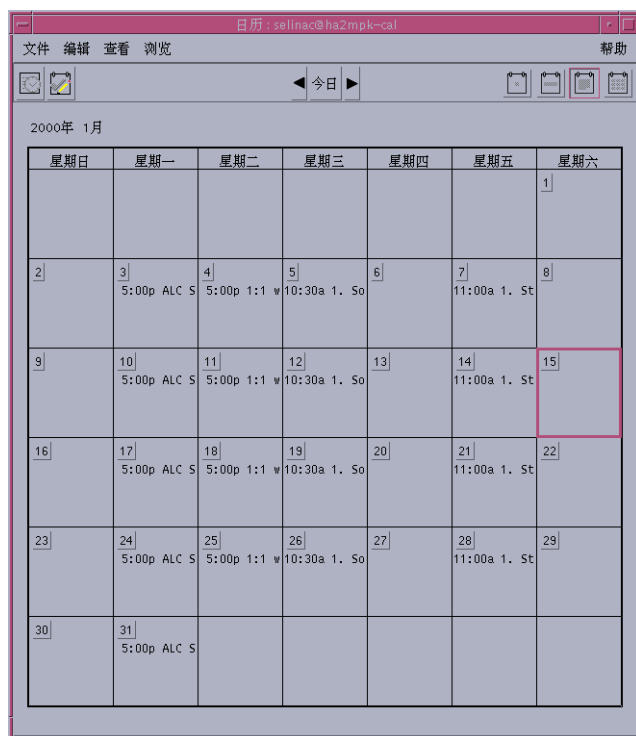 日历 : selinac@ha2mpk-cal
文件 编辑 查看 浏览 帮助
今日
2000年 1月
星期日 星期一 星期二 星期三 星期四 星期五 星期六
1
2 3 4 5 6 7 8
5:00p ALC S 5:00p 1:1 w 10:30a 1. So 11:00a 1. St
9 10 11 12 13 14 15
5:00p ALC S 5:00p 1:1 w 10:30a 1. So 11:00a 1. St
16 17 18 19 20 21 22
5:00p ALC S 5:00p 1:1 w 10:30a 1. So 11:00a 1. St
23 24 25 26 27 28 29
5:00p ALC S 5:00p 1:1 w 10:30a 1. So 11:00a 1. St
30 31
5:00p ALC S